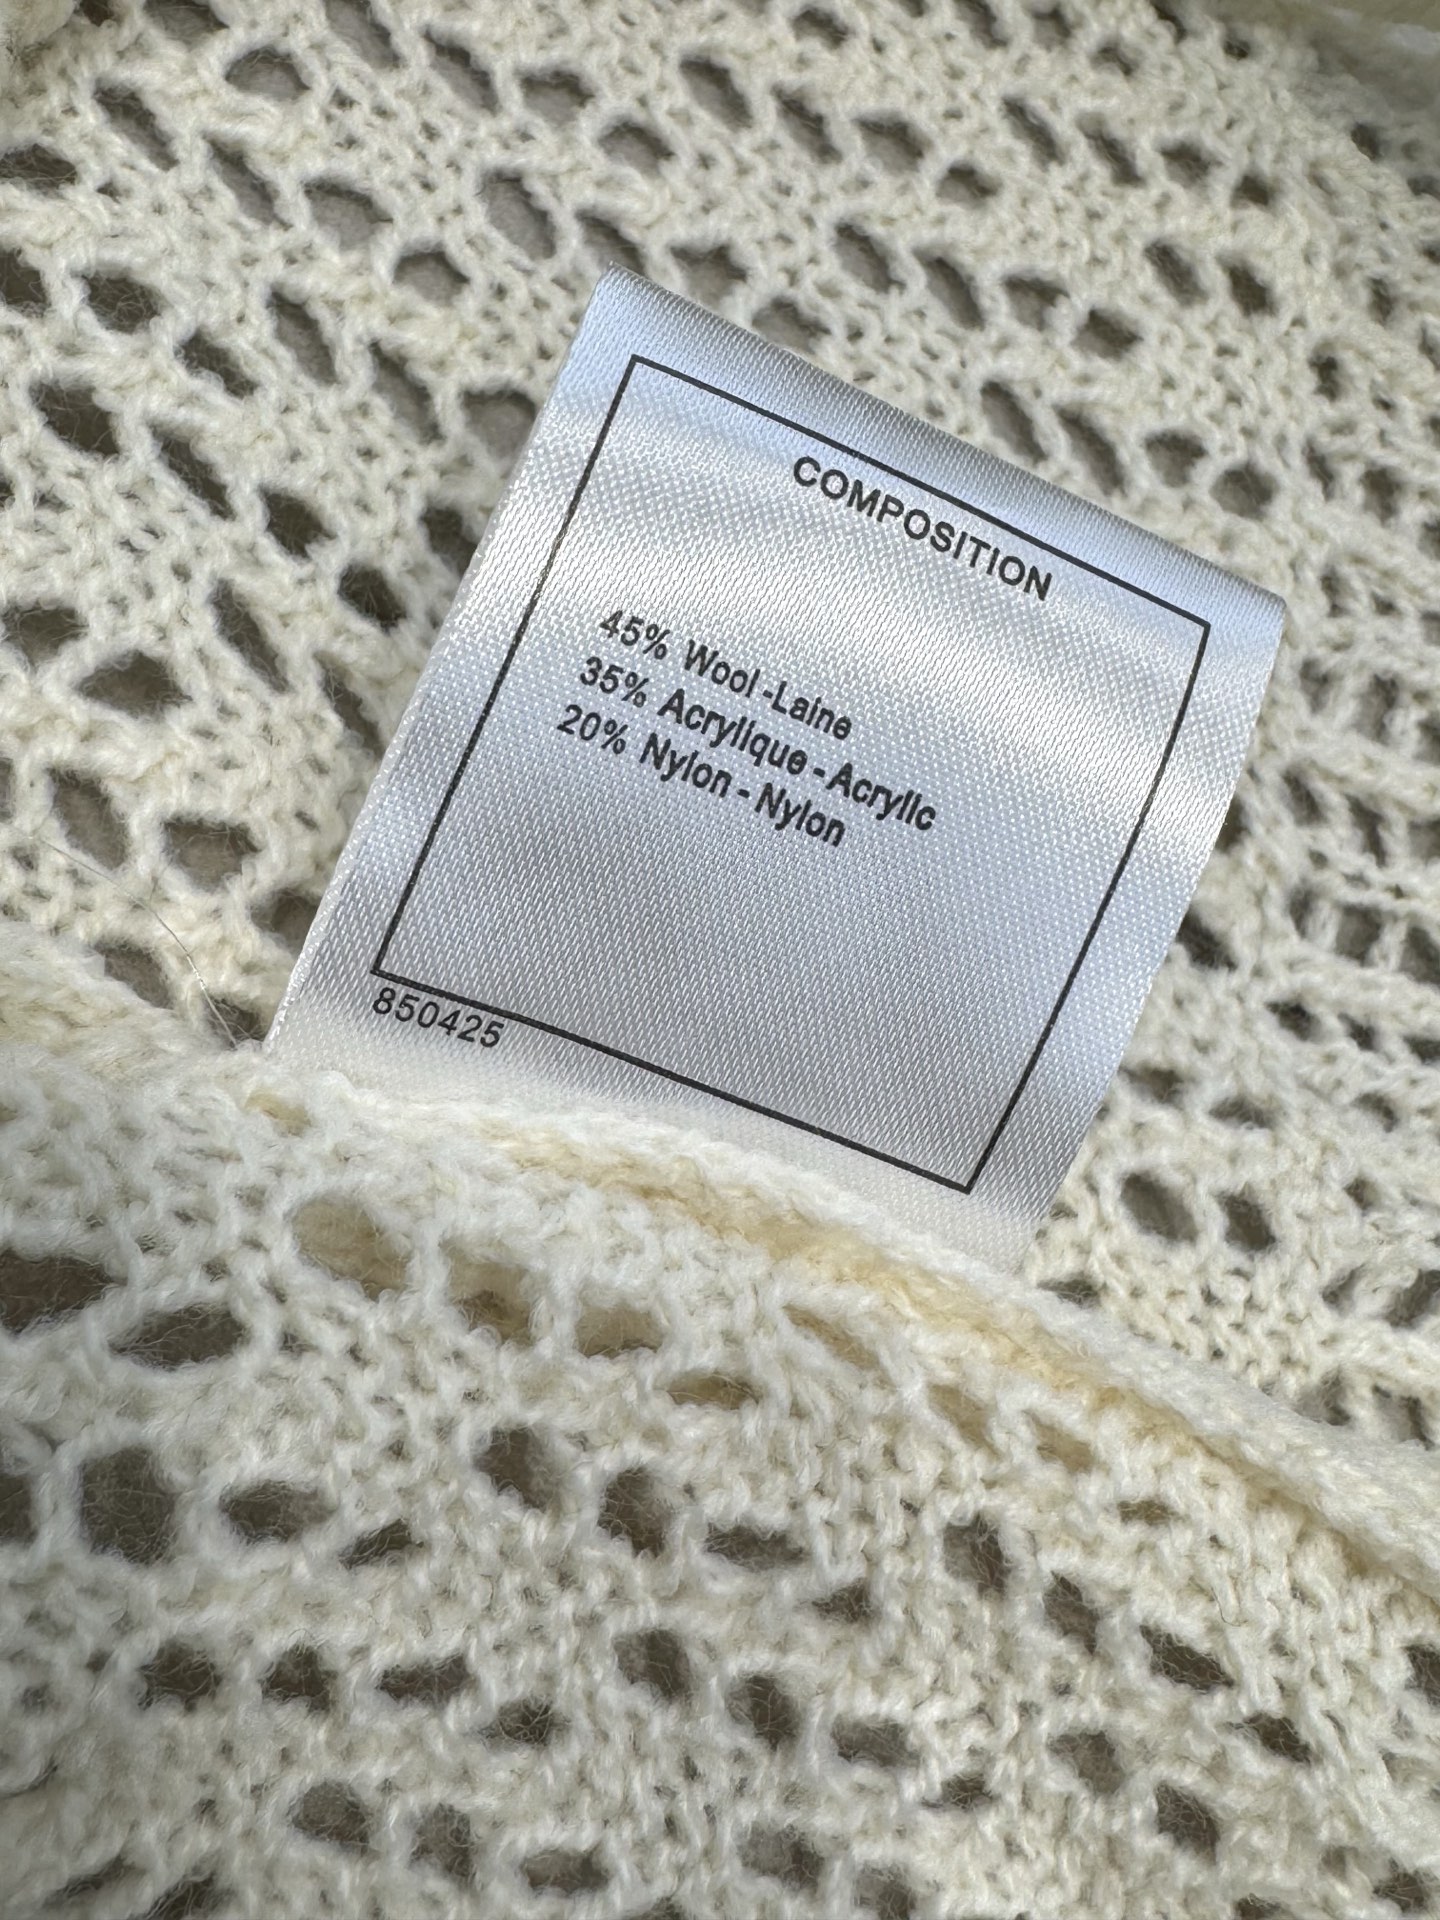 COMPOSITION
45% Wool-Laine
35% Acrylique - Acrylic
20% Nylon - Nylon
850425